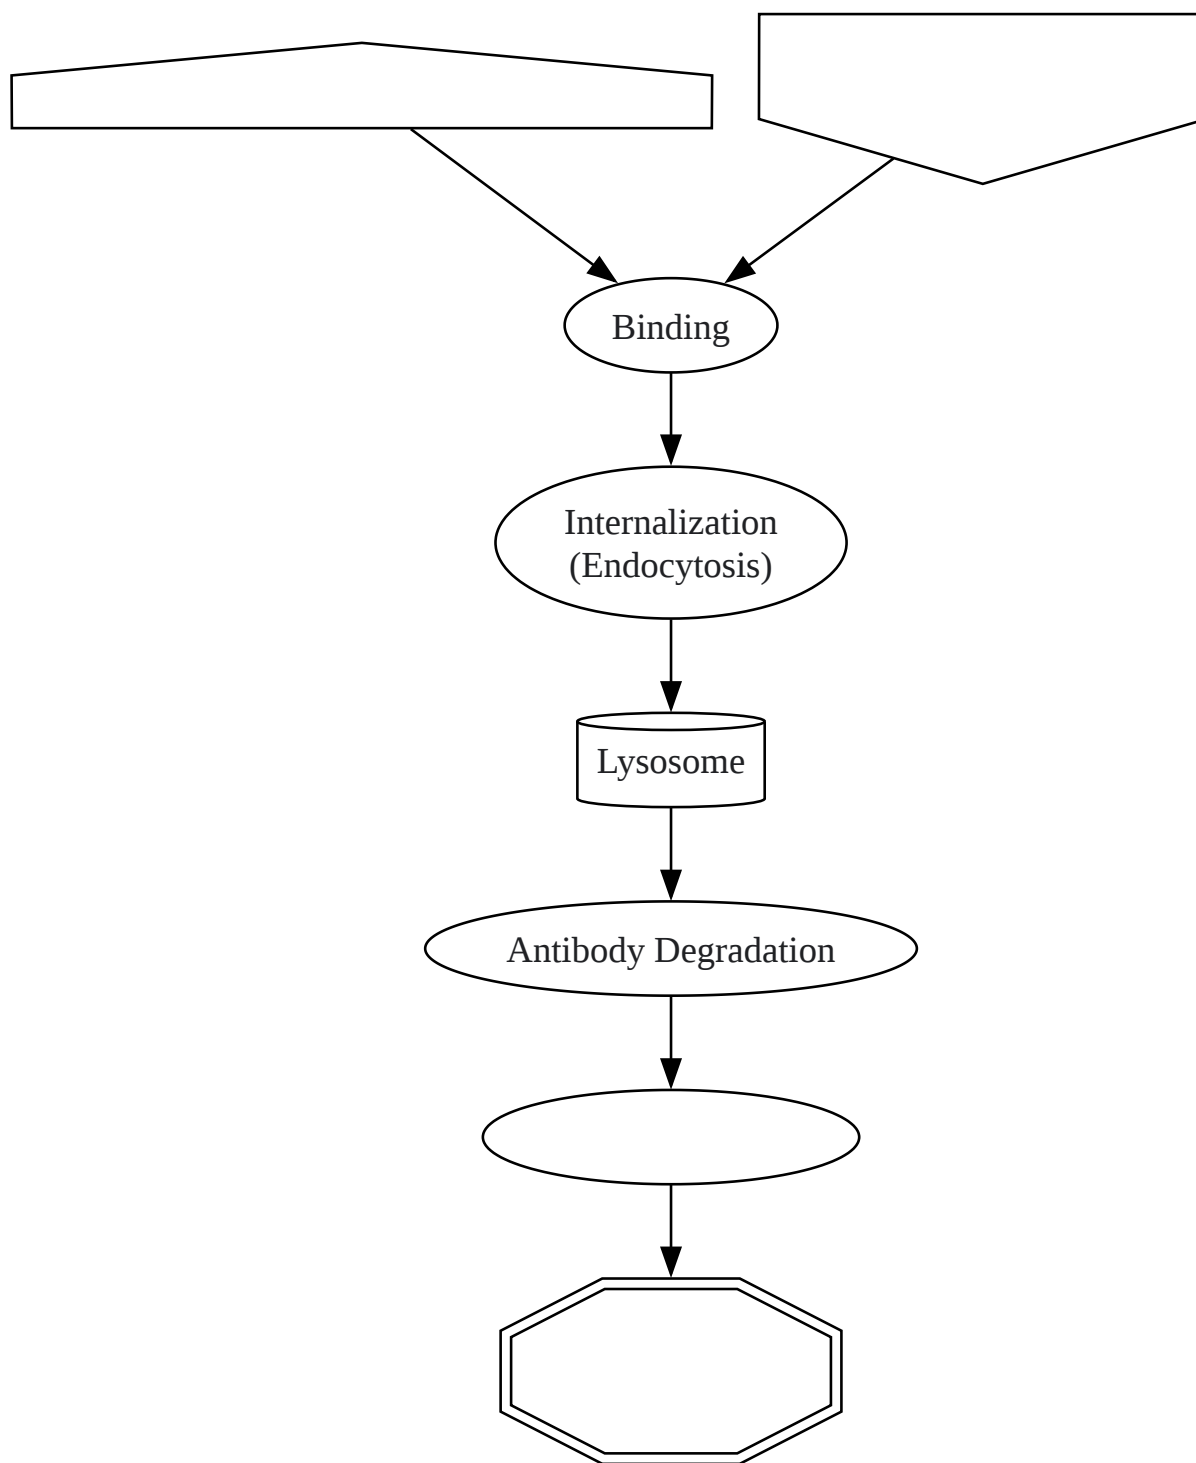 Binding
Internalization
(Endocytosis)
Lysosome
Antibody Degradation